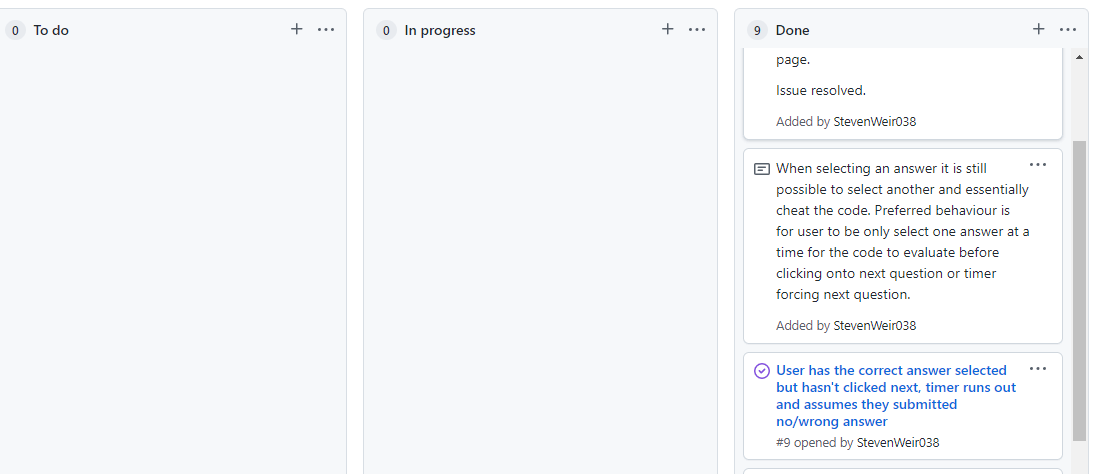 0 To do
0 In progress
9 Done
page.
Issue resolved.
Added by StevenWeir038
When selecting an answer it is still
possible to select another and essentially
cheat the code. Preferred behaviour is
for user to be only select one answer at a
time for the code to evaluate before
clicking onto next question or timer
forcing next question.
Added by StevenWeir038
User has the correct answer selected
but hasn't clicked next, timer runs out
and assumes they submitted
no/wrong answer
#9 opened by StevenWeir038